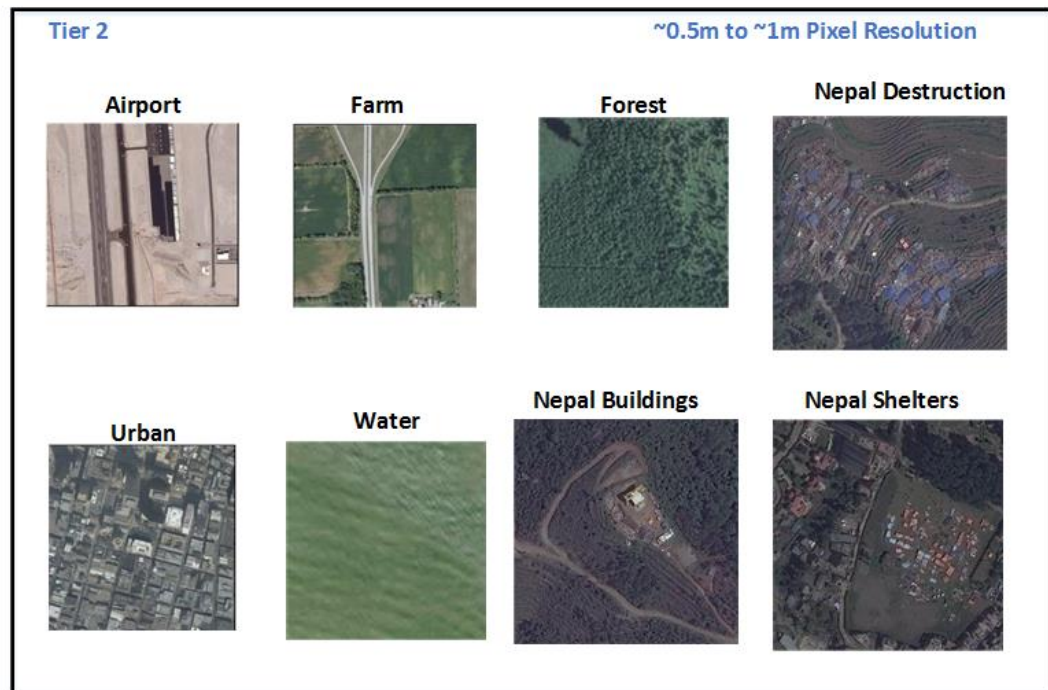 Tier 2
~0.5m to ~1m Pixel Resolution
Airport
Farm
Forest
Nepal Destruction
Urban
Water
Nepal Buildings
Nepal Shelters